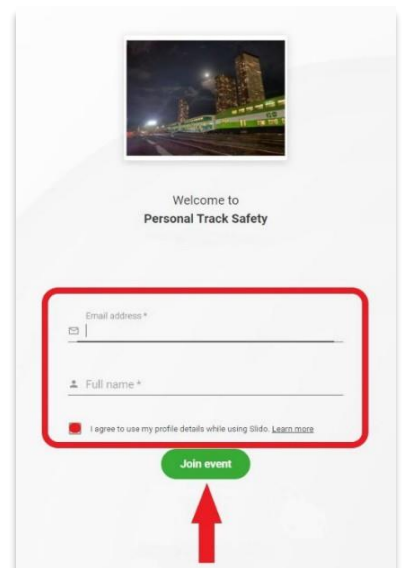 Welcome to
Personal Track Safety
Email address *
Full name *
I agree to use my profile details while using Slido. Learn more
Join event